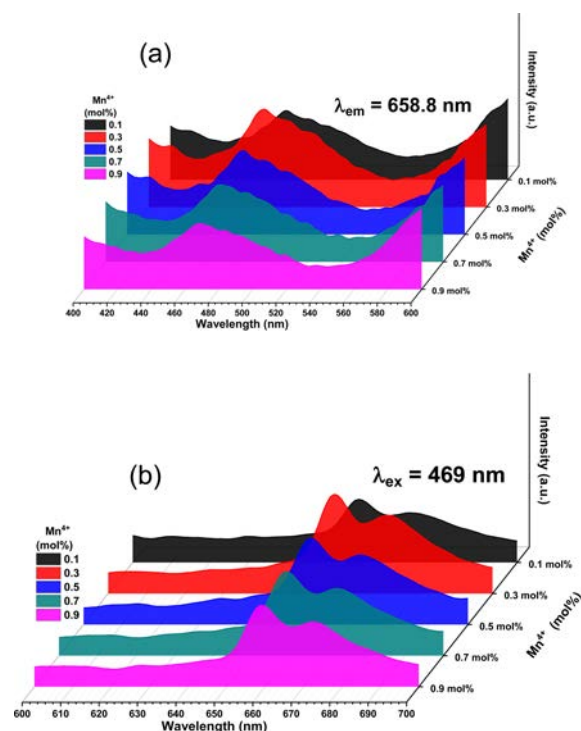 (a)
Intensity (a.u.)
Mn⁴⁺
(mol%)
0.1
0.3
0.5
0.7
0.9
λem = 658.8 nm
0.1 mol%
0.3 mol%
0.5 mol%
0.7 mol%
0.9 mol%
Mn⁴⁺ (mol%)
400 420 440 460 480 500 520 540 560 580 600
Wavelength (nm)
(b)
Intensity (a.u.)
λex = 469 nm
Mn⁴⁺
(mol%)
0.1
0.3
0.5
0.7
0.9
0.1 mol%
0.3 mol%
0.5 mol%
0.7 mol%
0.9 mol%
Mn⁴⁺ (mol%)
600 610 620 630 640 650 660 670 680 690 700
Wavelength (nm)